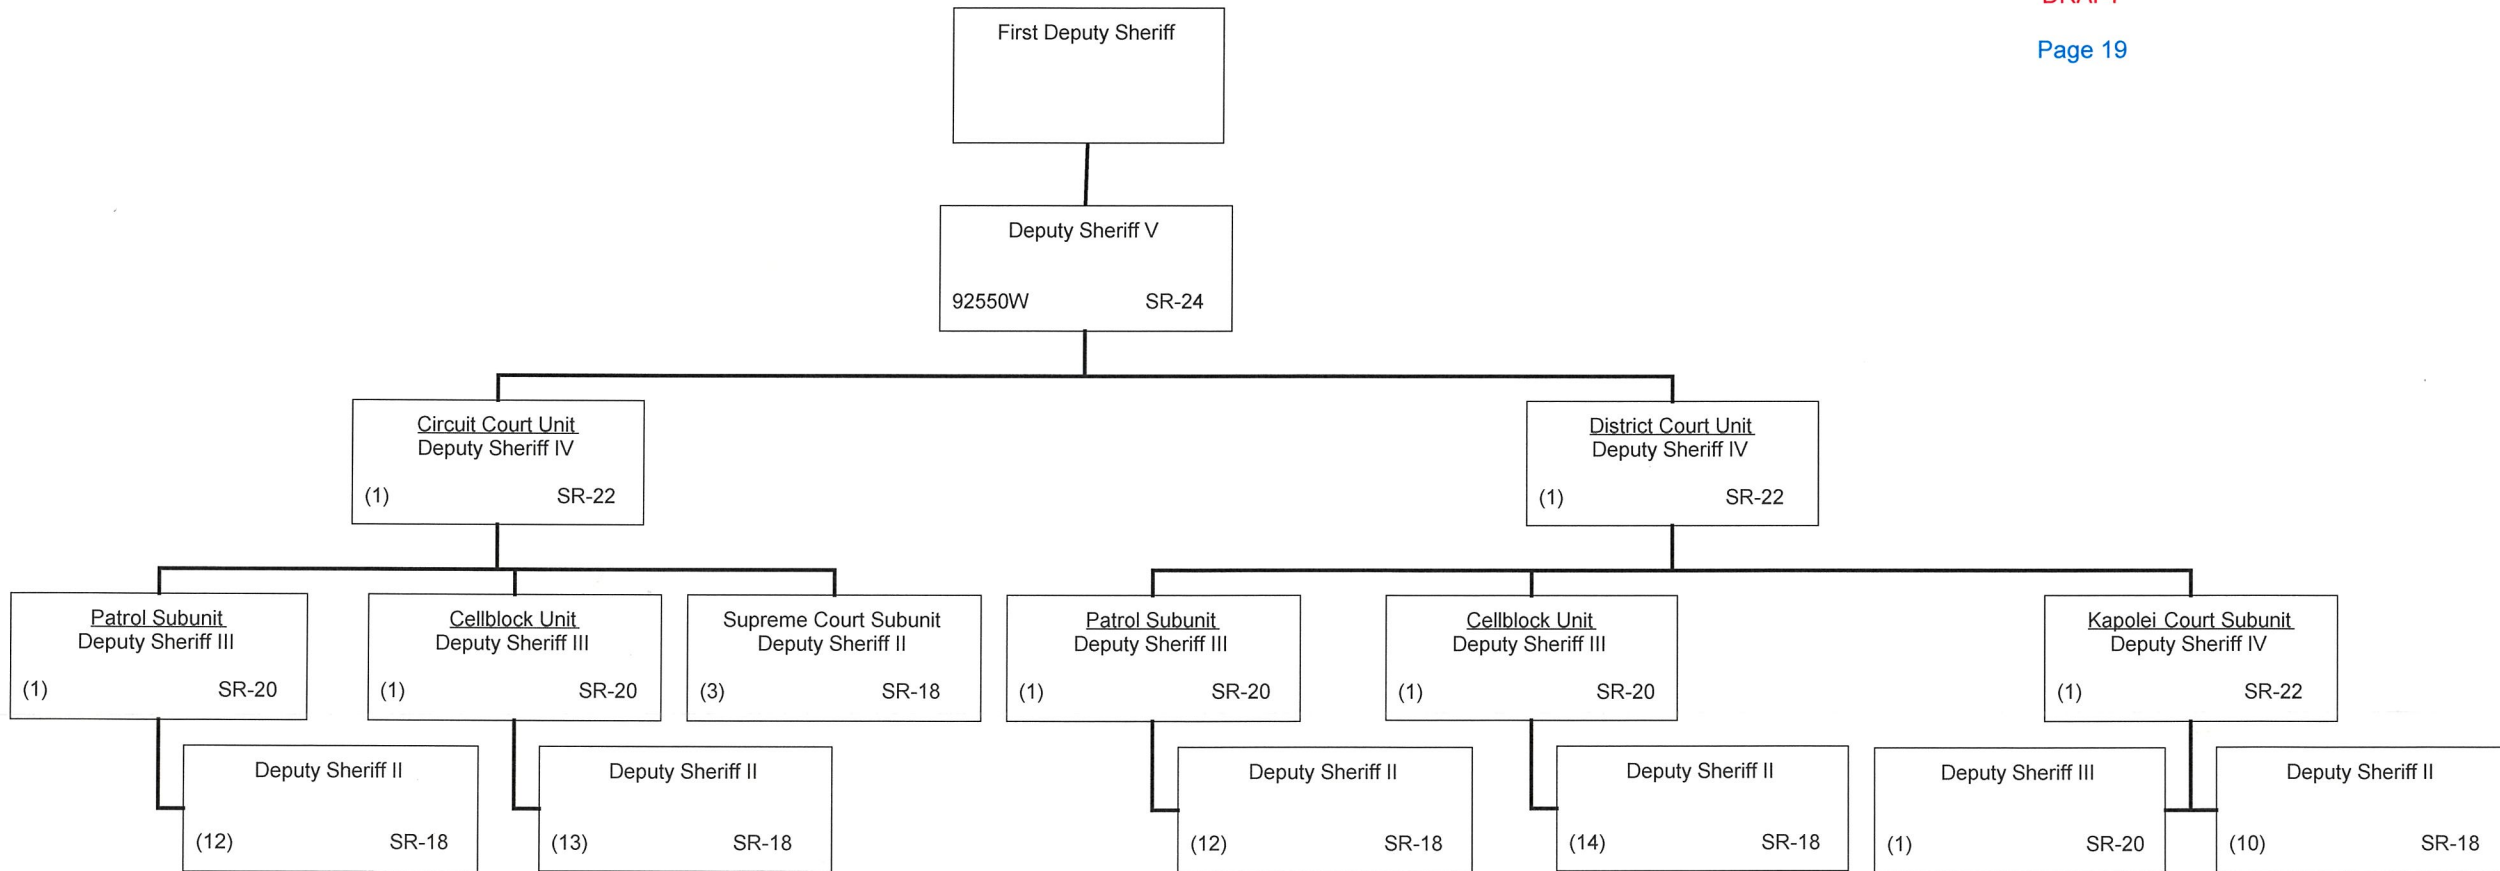 DRAFT
Page 19
First Deputy Sheriff
Deputy Sheriff V
92550W SR-24
Circuit Court Unit
Deputy Sheriff IV
(1) SR-22
District Court Unit
Deputy Sheriff IV
(1) SR-22
Patrol Subunit
Deputy Sheriff III
(1) SR-20
Cellblock Unit
Deputy Sheriff III
(1) SR-20
Supreme Court Subunit
Deputy Sheriff II
(3) SR-18
Patrol Subunit
Deputy Sheriff III
(1) SR-20
Cellblock Unit
Deputy Sheriff III
(1) SR-20
Kapolei Court Subunit
Deputy Sheriff IV
(1) SR-22
Deputy Sheriff II
(12) SR-18
Deputy Sheriff II
(13) SR-18
Deputy Sheriff II
(12) SR-18
Deputy Sheriff II
(14) SR-18
Deputy Sheriff III
(1) SR-20
Deputy Sheriff II
(10) SR-18